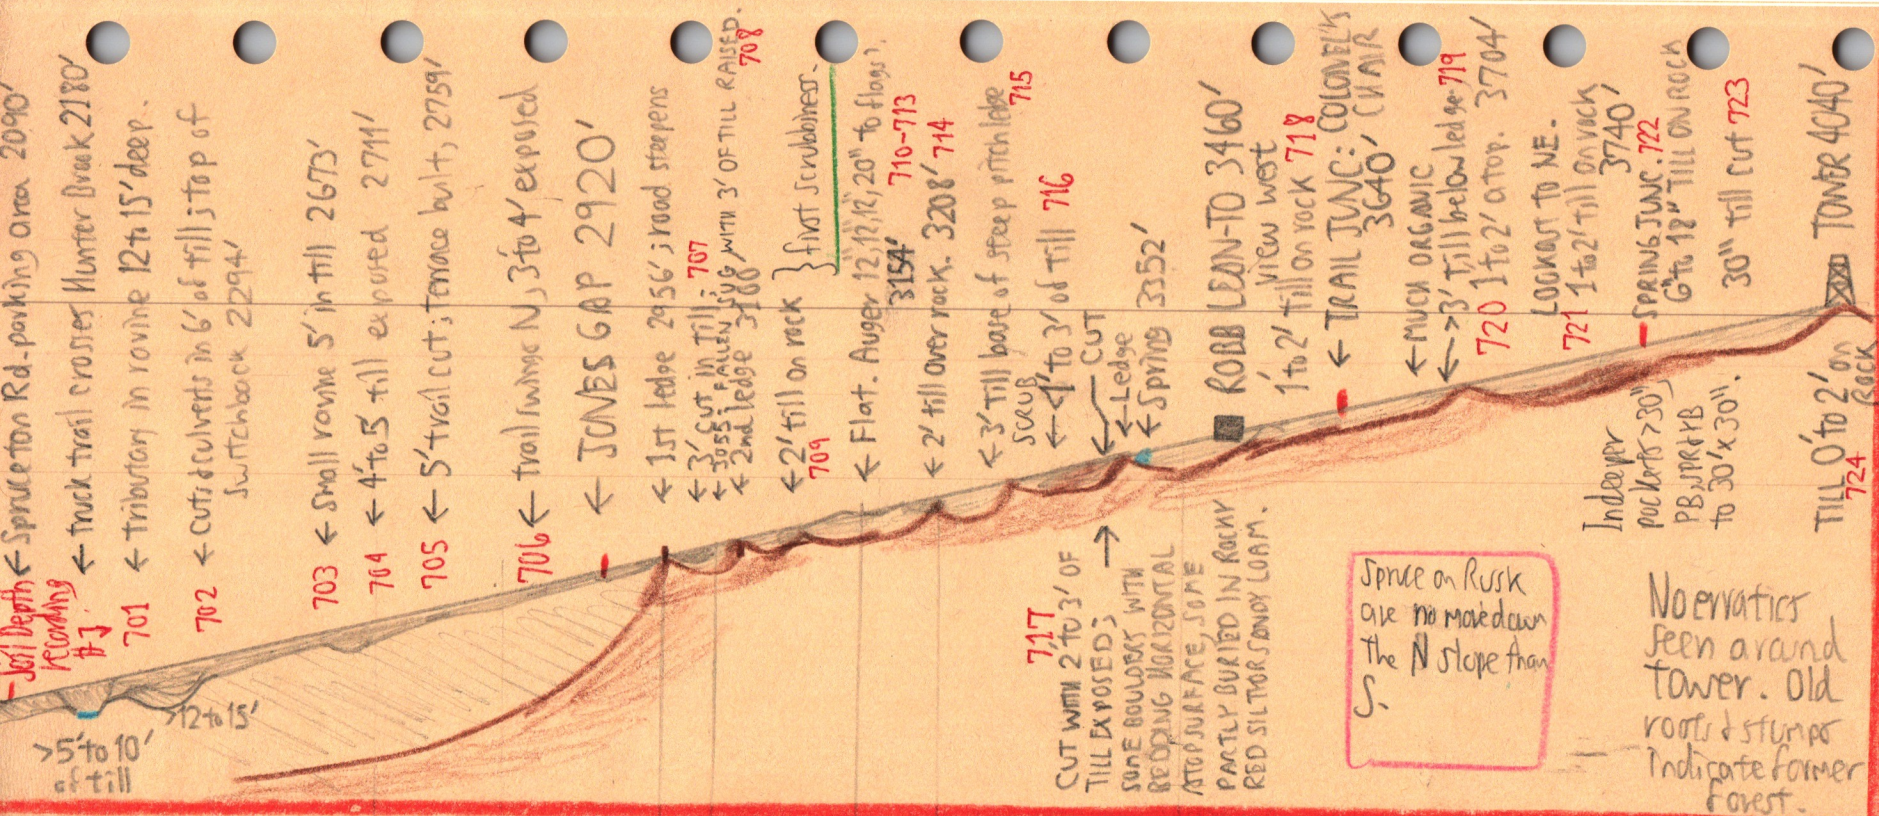 ← Spruceton Rd. parking area 2090'
- Soil Depth
recording
# J
← truck trail crosses Hunter Brook 2180'
701 ← tributary in ravine 12 to 15' deep.
702 ← cuts & culverts in 6' of till; top of
switchback 2294'
703 ← small ravine 5' in till 2673'
704 ← 4' to 5' till exposed 2711'
705 ← 5' trail cut; terrace built, 2759'
706 ← trail swings N, 3' to 4' exposed
← JONES GAP 2920'
← 1st ledge 2956'; road steepens
← 3' CUT in till; 707
← 3055; FALLEN
← 2nd ledge 3100' WITH 3' OF TILL RAISED.
708
← 2' till on rock } first scrubbiness.
709
← Flat. Auger 12, 12, 12, 20" to flags'.
3154' 710-713
← 2' till over rock. 3208' 714
← 3' till base of steep pitch ledge
SCRUB 715
← 1' to 3' of till 716
← CUT
← Ledge
← Spring 3352'
ROBB LEAN-TO 3460'
View west
1' to 2' till on rock 718
← TRAIL JUNC: COLONEL'S
3640' CHAIR
← MUCH ORGANIC
← >3' till below ledge 719
720 1' to 2' atop. 3704'
LOOKOUT TO NE.
721 1' to 2' till on rock
3740'
SPRING JUNC. 722
6" to 18" TILL ON ROCK
30" till cut 723
TOWER 4040'
TILL 0' to 2' on
ROCK
724
In deeper
pockets >30",
to 30' x 30".
717
CUT WITH 2' TO 3' OF →
TILL EXPOSED;
SOME BOULDERS WITH
BEDDING HORIZONTAL
ATOP SURFACE, SOME
PARTLY BURIED IN ROCKY
RED SILT LOAM.
>5' to 10'
of till
>12 to 15'
Spruce on Rusk
are no more down
the N slope than
S.
No erratics
seen around
tower. Old
roots & stumps
indicate former
forest.